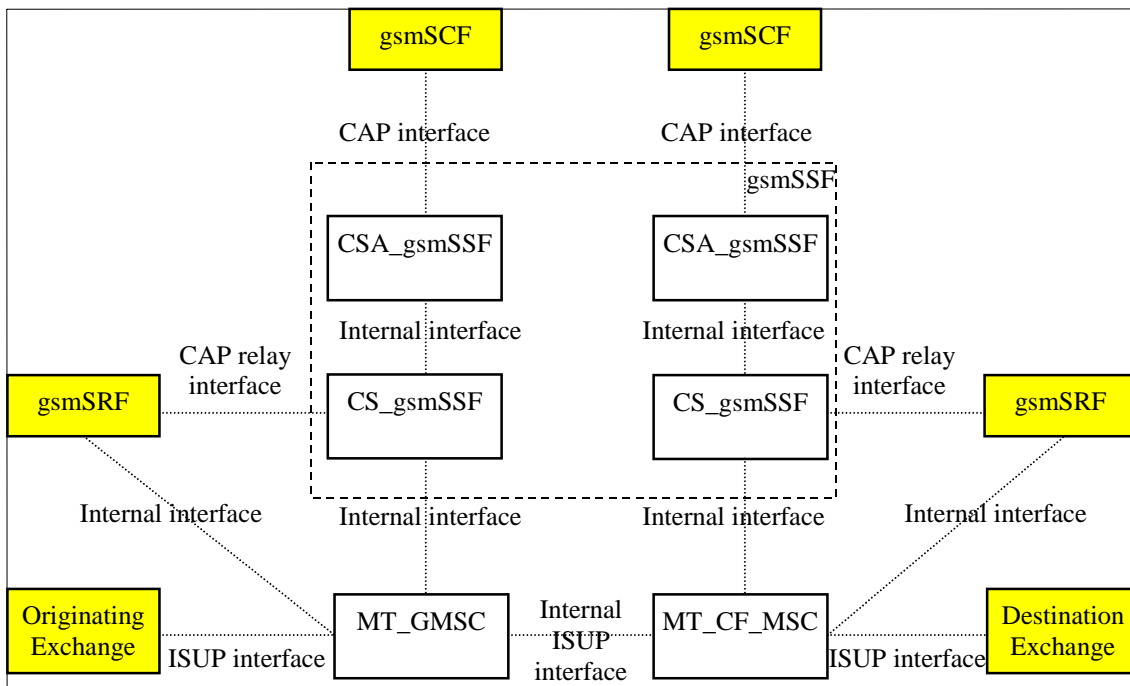 gsmSCF
gsmSCF
CAP interface
CAP interface
gsmSSF
CSA_gsmSSF
CSA_gsmSSF
Internal interface
Internal interface
CAP relay
interface
CAP relay
interface
gsmSRF
CS_gsmSSF
CS_gsmSSF
gsmSRF
Internal interface
Internal interface
Internal interface
Internal interface
Originating
Exchange
ISUP interface
MT_GMSC
Internal
ISUP
interface
MT_CF_MSC
ISUP interface
Destination
Exchange